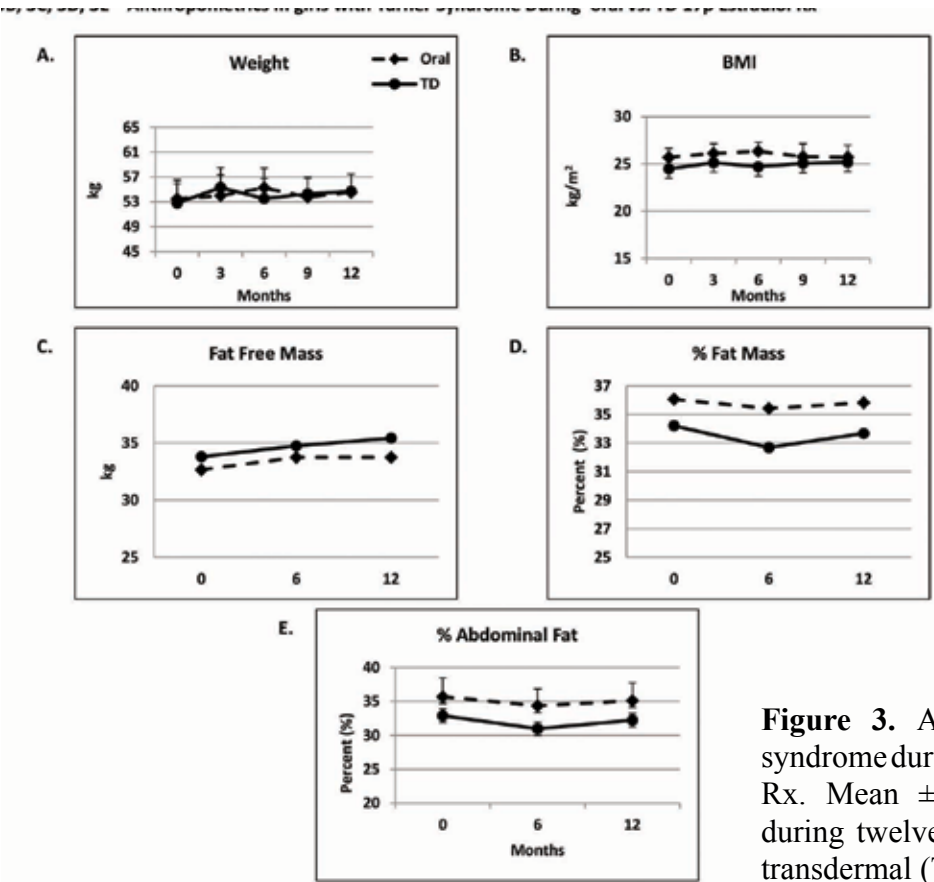 Anthropometrics in girls with Turner Syndrome During Oral vs. TD 17β Estradiol Rx
A.
Weight
Oral
TD
65
61
57
53
49
45
kg
0 3 6 9 12
Months
B.
BMI
30
25
20
15
kg/m²
0 3 6 9 12
Months
C.
Fat Free Mass
40
35
30
25
kg
0 6 12
D.
% Fat Mass
37
35
33
31
29
27
25
Percent (%)
0 6 12
E.
% Abdominal Fat
40
35
30
25
20
Percent (%)
0 6 12
Months
Figure 3. A
syndrome dur
Rx. Mean ±
during twelve
transdermal (T